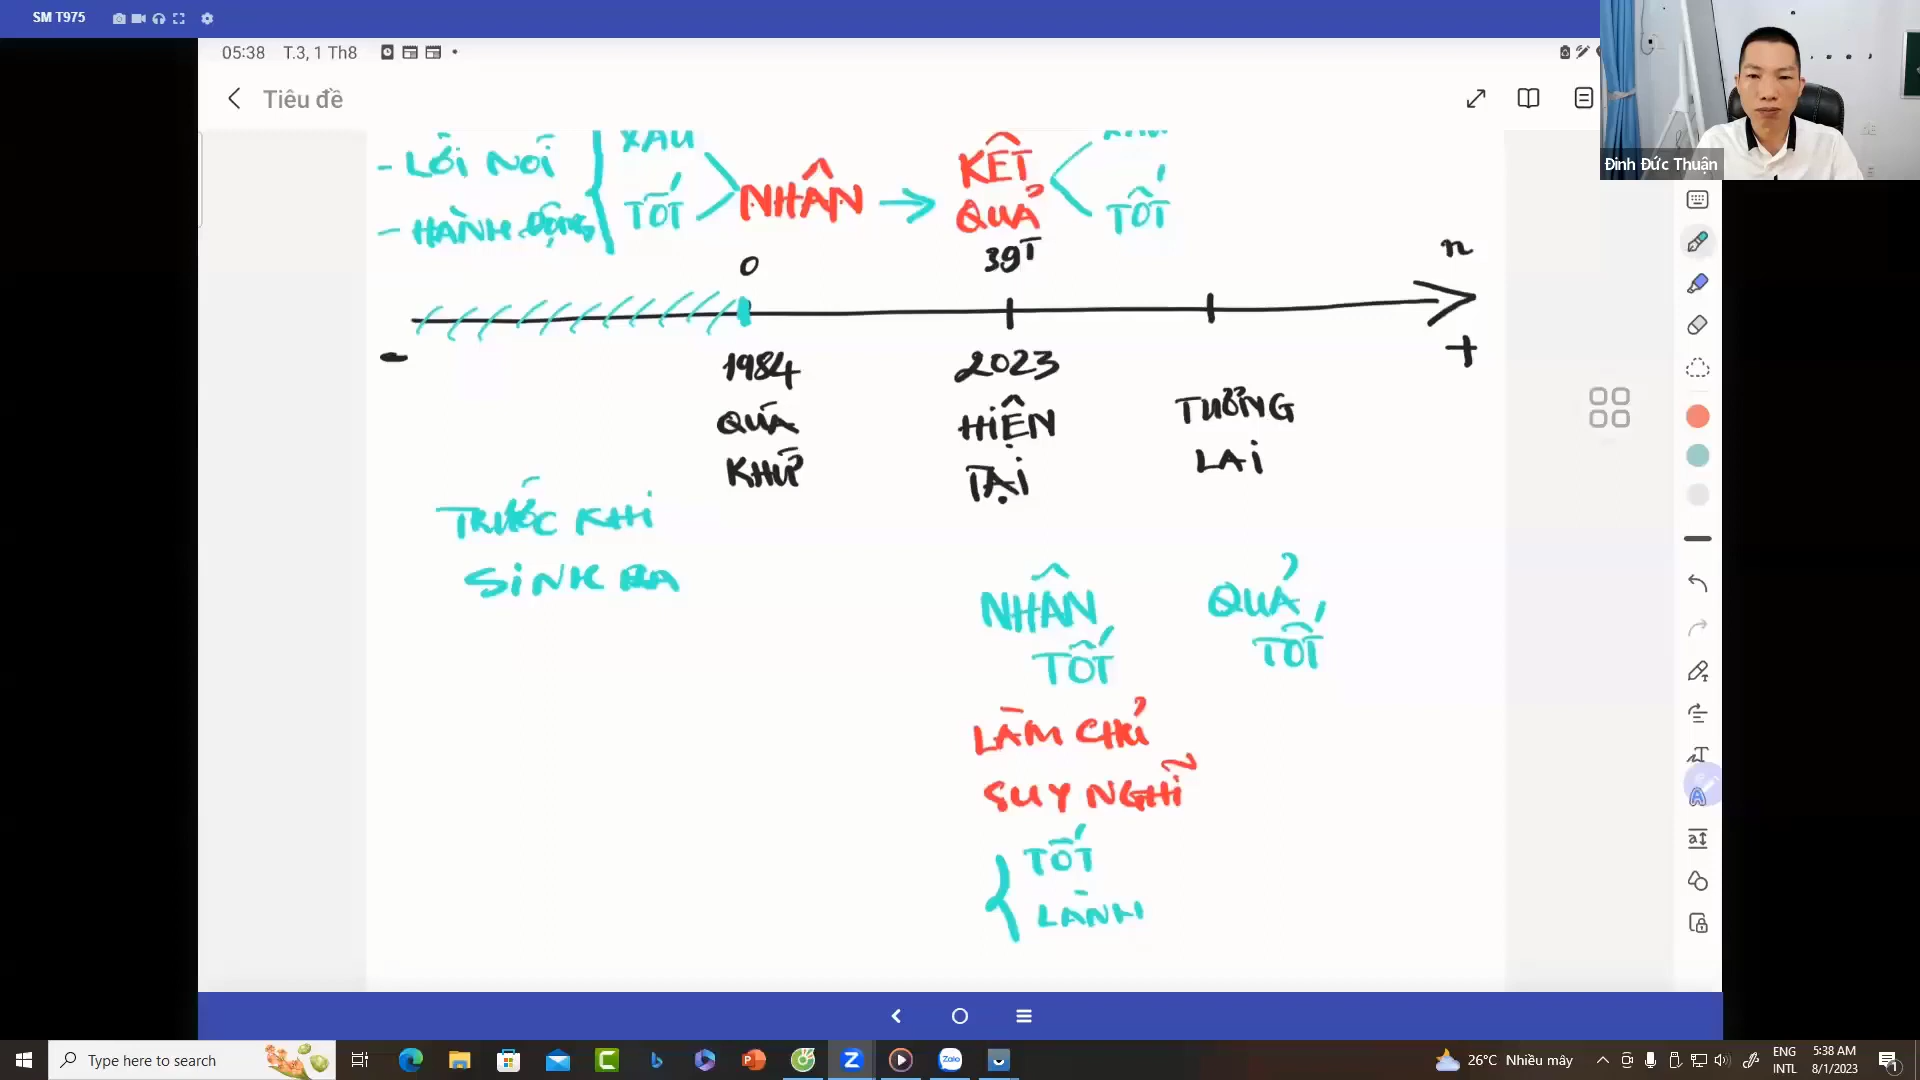 SM T975
05:38 T.3, 1 Th8
Tiêu đề
Đinh Đức Thuận
- LỜI NÓI
- HÀNH ĐỘNG
XẤU
TỐT
NHÂN
KẾT
QUẢ
TỐT
0
39T
n
-
+
1984
QUÁ
KHỨ
2023
HIỆN
TẠI
TƯƠNG
LAI
TRƯỚC KHI
SINH RA
NHÂN
TỐT
QUẢ
TỐT
LÀM CHỦ
SUY NGHĨ
TỐT
LÀNH
Type here to search
26°C Nhiều mây
ENG
INTL
5:38 AM
8/1/2023